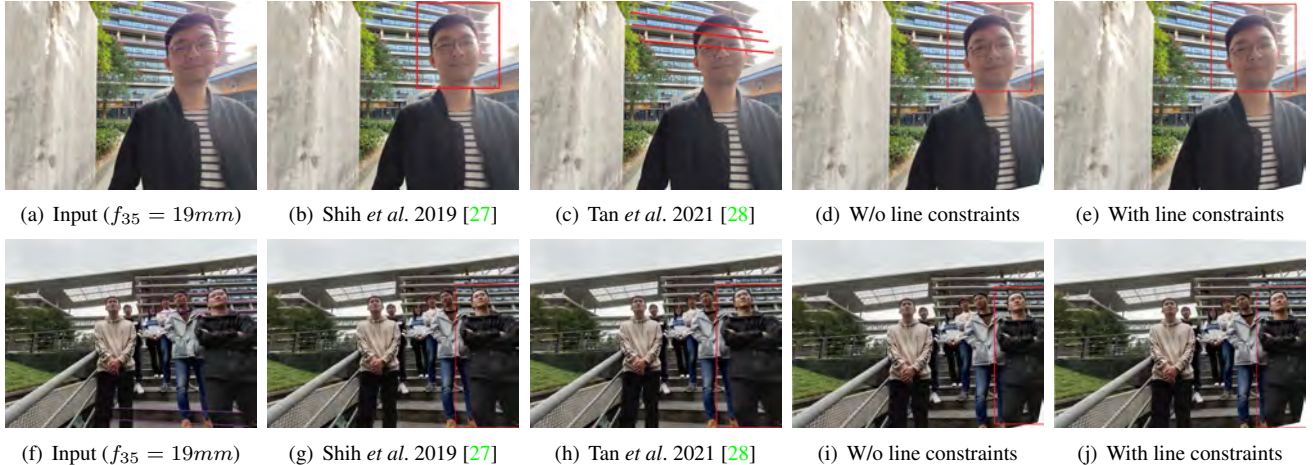 (a) Input (f35 = 19mm)
(b) Shih et al. 2019 [27]
(c) Tan et al. 2021 [28]
(d) W/o line constraints
(e) With line constraints
(f) Input (f35 = 19mm)
(g) Shih et al. 2019 [27]
(h) Tan et al. 2021 [28]
(i) W/o line constraints
(j) With line constraints